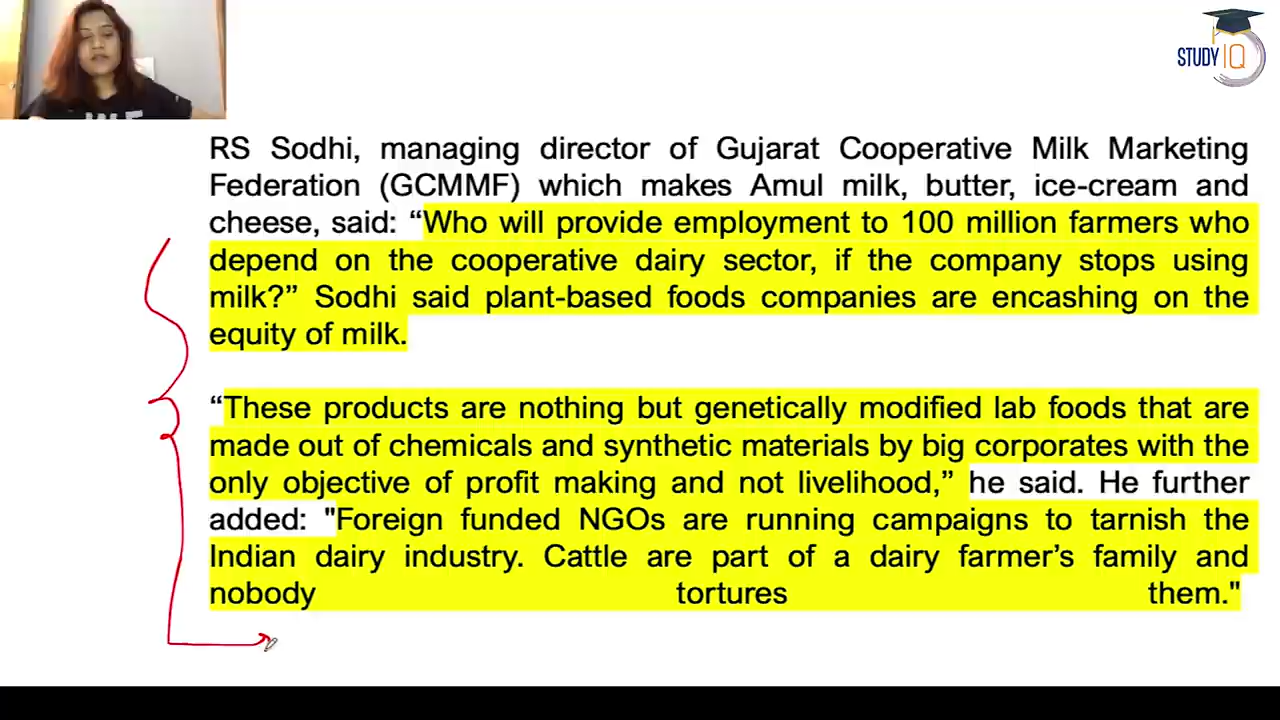 STUDY IQ
RS Sodhi, managing director of Gujarat Cooperative Milk Marketing
Federation (GCMMF) which makes Amul milk, butter, ice-cream and
cheese, said: “Who will provide employment to 100 million farmers who
depend on the cooperative dairy sector, if the company stops using
milk?” Sodhi said plant-based foods companies are encashing on the
equity of milk.
“These products are nothing but genetically modified lab foods that are
made out of chemicals and synthetic materials by big corporates with the
only objective of profit making and not livelihood,” he said. He further
added: "Foreign funded NGOs are running campaigns to tarnish the
Indian dairy industry. Cattle are part of a dairy farmer’s family and
nobody tortures them."